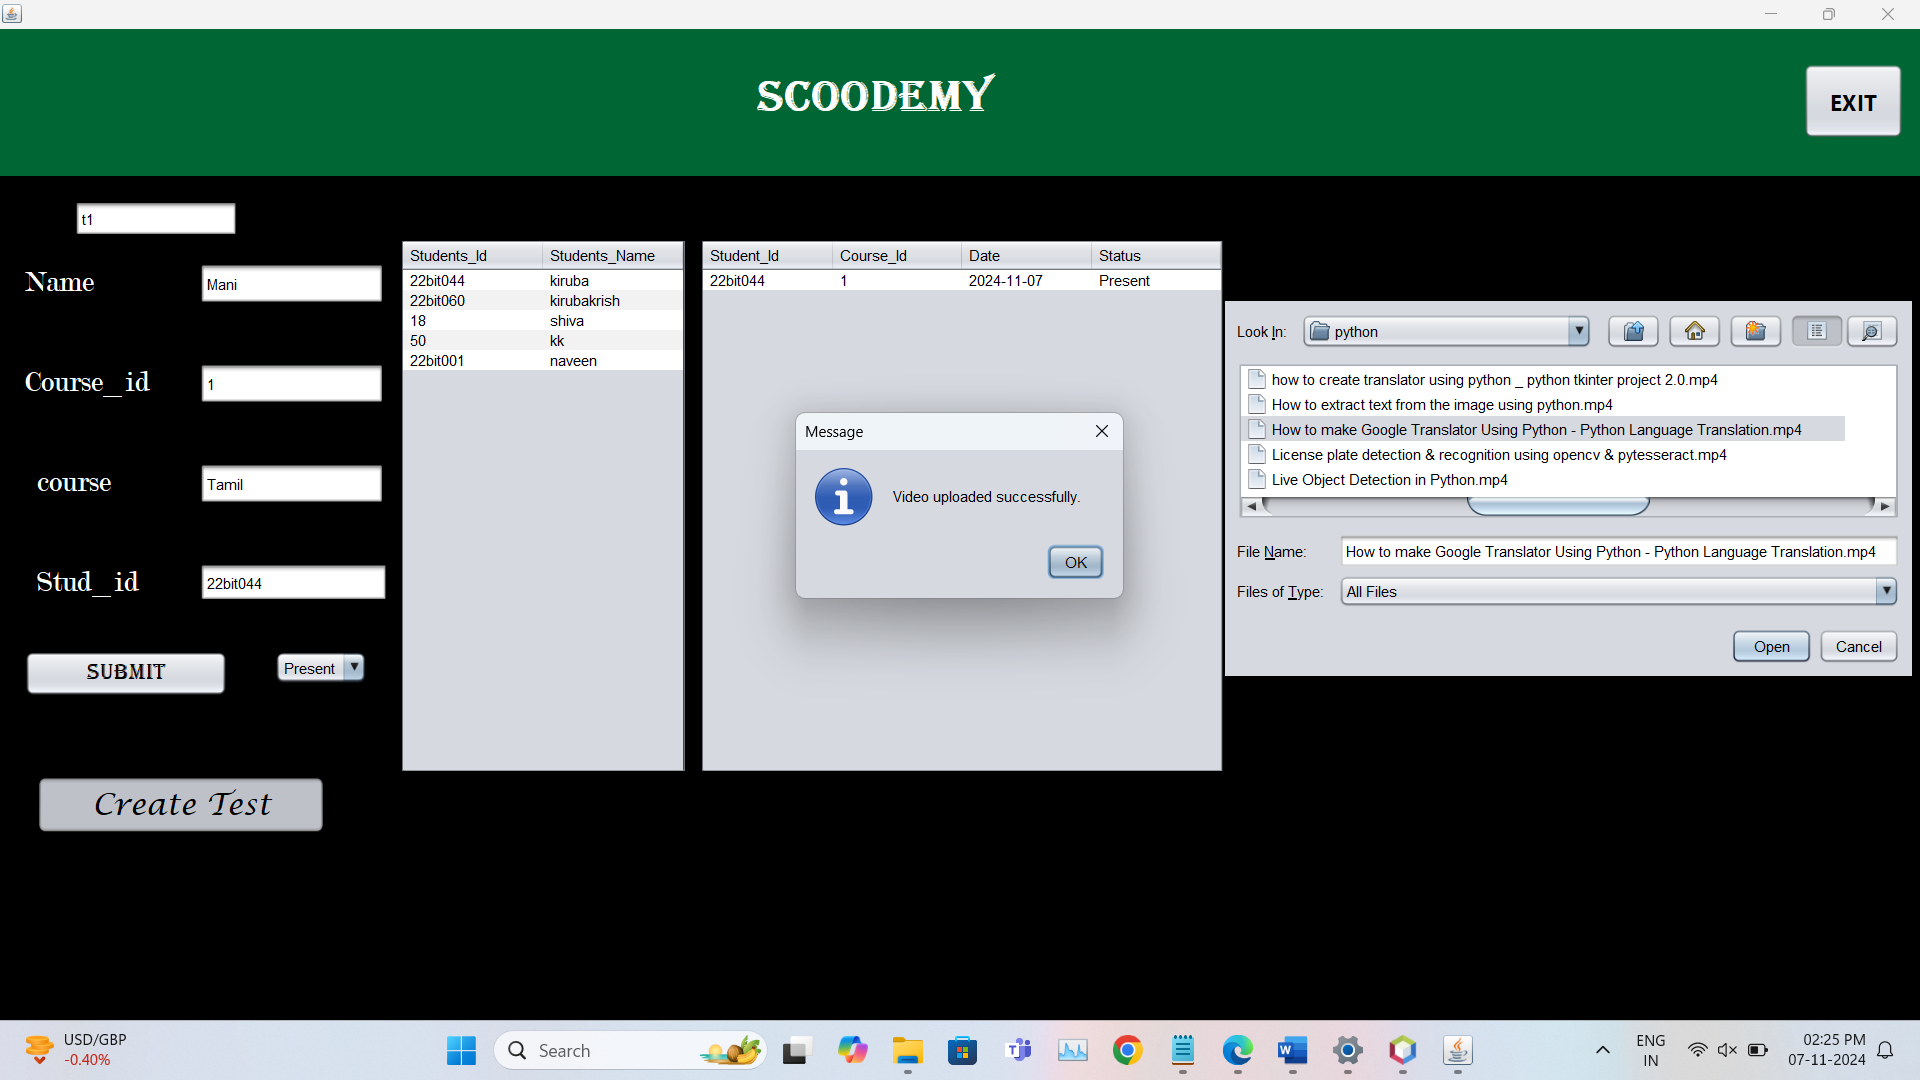 SCOODEMY
EXIT
t1
Name
Mani
Course_id
1
course
Tamil
Stud_id
22bit044
SUBMIT
Present
Create Test
Students_Id Students_Name
22bit044 kiruba
22bit060 kirubakrish
18 shiva
50 kk
22bit001 naveen
Student_Id Course_Id Date Status
22bit044 1 2024-11-07 Present
Message
Video uploaded successfully.
OK
Look In: python
how to create translator using python _ python tkinter project 2.0.mp4
How to extract text from the image using python.mp4
How to make Google Translator Using Python - Python Language Translation.mp4
License plate detection & recognition using opencv & pytesseract.mp4
Live Object Detection in Python.mp4
File Name: How to make Google Translator Using Python - Python Language Translation.mp4
Files of Type: All Files
Open Cancel
USD/GBP
-0.40%
Search
ENG
IN
02:25 PM
07-11-2024